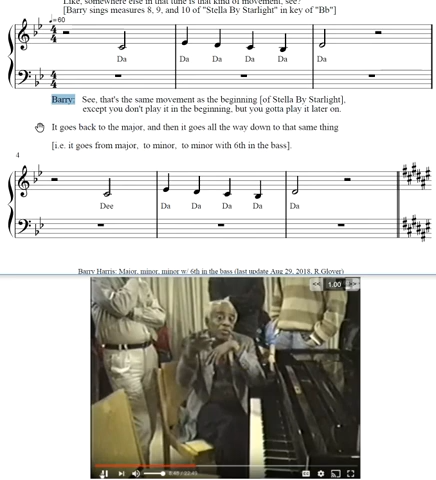 Like, somewhere else in that tune is that kind of movement, see?
[Barry sings measures 8, 9, and 10 of "Stella By Starlight" in key of "Bb"]
♩=60
4
4
Da Da Da Da Da Da
Barry: See, that's the same movement as the beginning [of Stella By Starlight],
except you don't play it in the beginning, but you gotta play it later on.
It goes back to the major, and then it goes all the way down to that same thing
[i.e. it goes from major, to minor, to minor with 6th in the bass].
4
Dee Da Da Da Da Da
Barry Harris: Major, minor, minor w/ 6th in the bass (last update Aug 29, 2018, R.Glover)
<< 1.00 >>